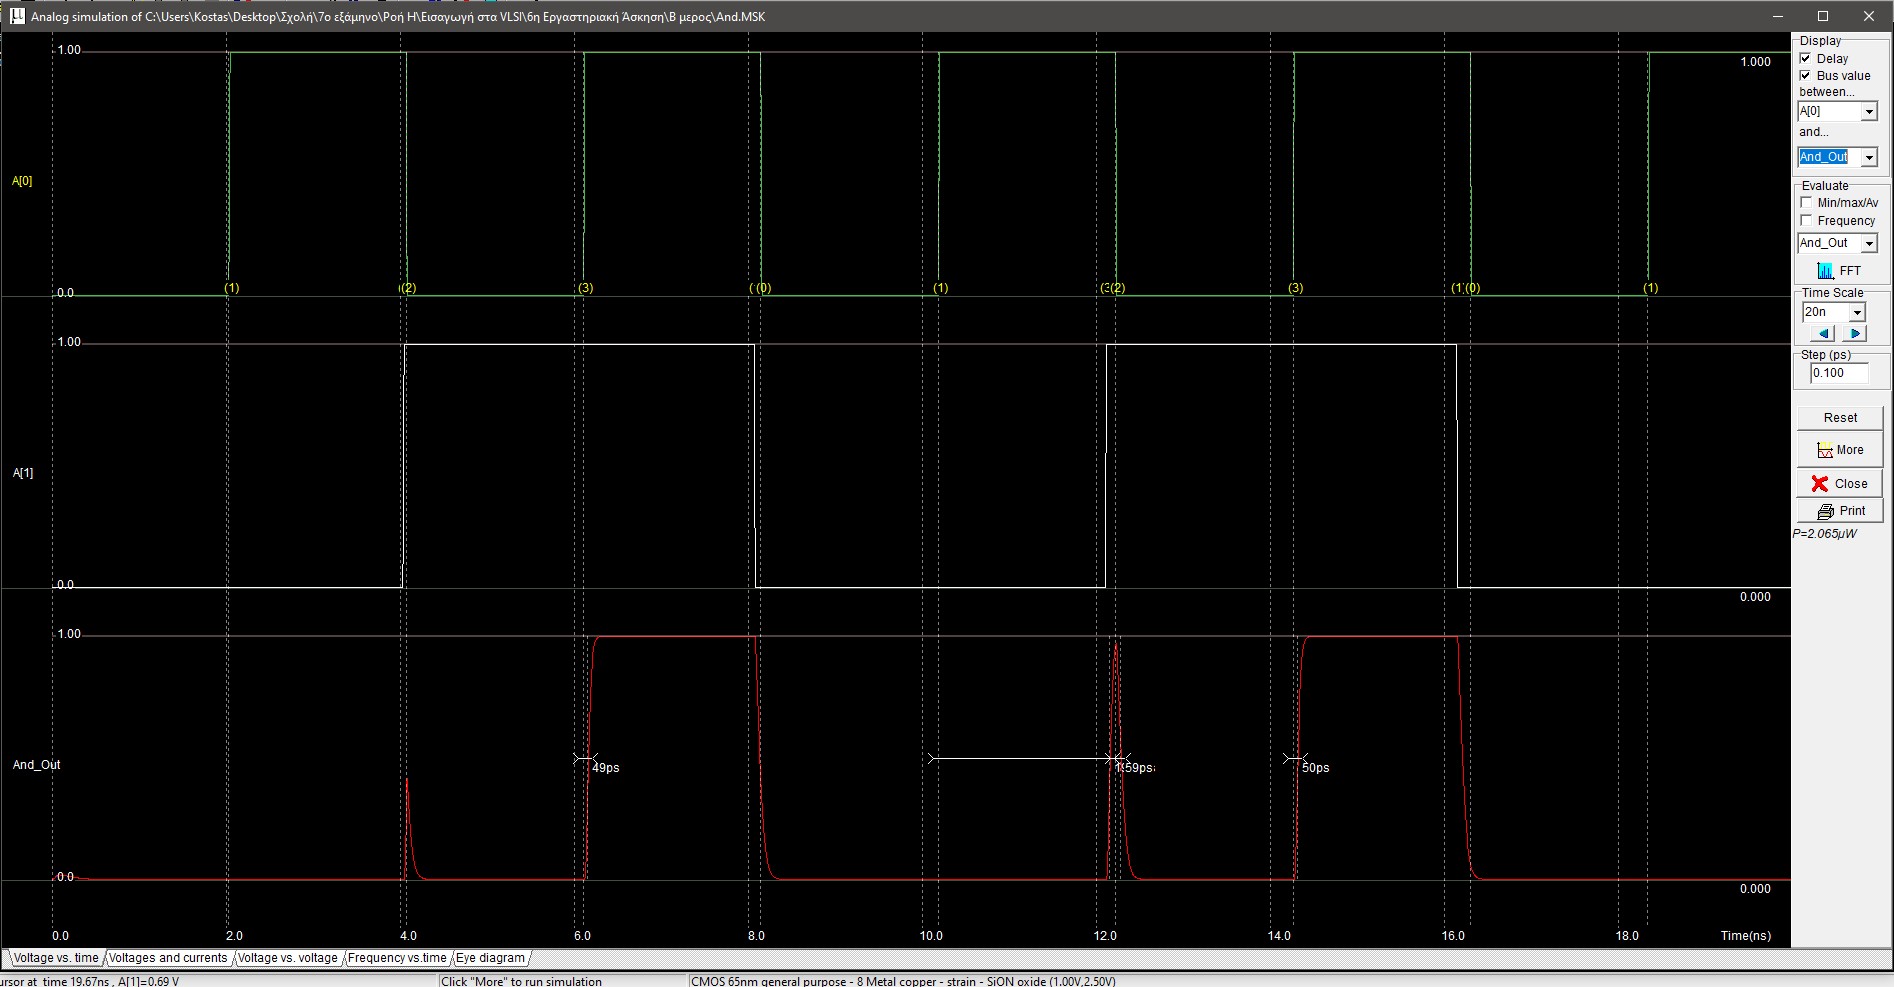 μ Analog simulation of C:\Users\Kostas\Desktop\Σχολή\7ο εξάμηνο\Ροή Η\Εισαγωγή στα VLSI\6η Εργαστηριακή Άσκηση\Β μερος\And.MSK
1.00
1.000
A[0]
0.0
(1)
(2)
(3)
(0)
(1)
(2)
(3)
(0)
(1)
1.00
A[1]
0.0
0.000
1.00
And_Out
49ps
59ps
50ps
0.0
0.000
0.0 2.0 4.0 6.0 8.0 10.0 12.0 14.0 16.0 18.0 Time(ns)
Display
Delay
Bus value
between...
A[0]
and...
And_Out
Evaluate
Min/max/Av
Frequency
And_Out
FFT
Time Scale
20n
Step (ps)
0.100
Reset
More
Close
Print
P=2.065µW
Voltage vs. time Voltages and currents Voltage vs. voltage Frequency vs.time Eye diagram
ursor at time 19.67ns , A[1]=0.69 V Click "More" to run simulation CMOS 65nm general purpose - 8 Metal copper - strain - SiON oxide (1.00V,2.50V)